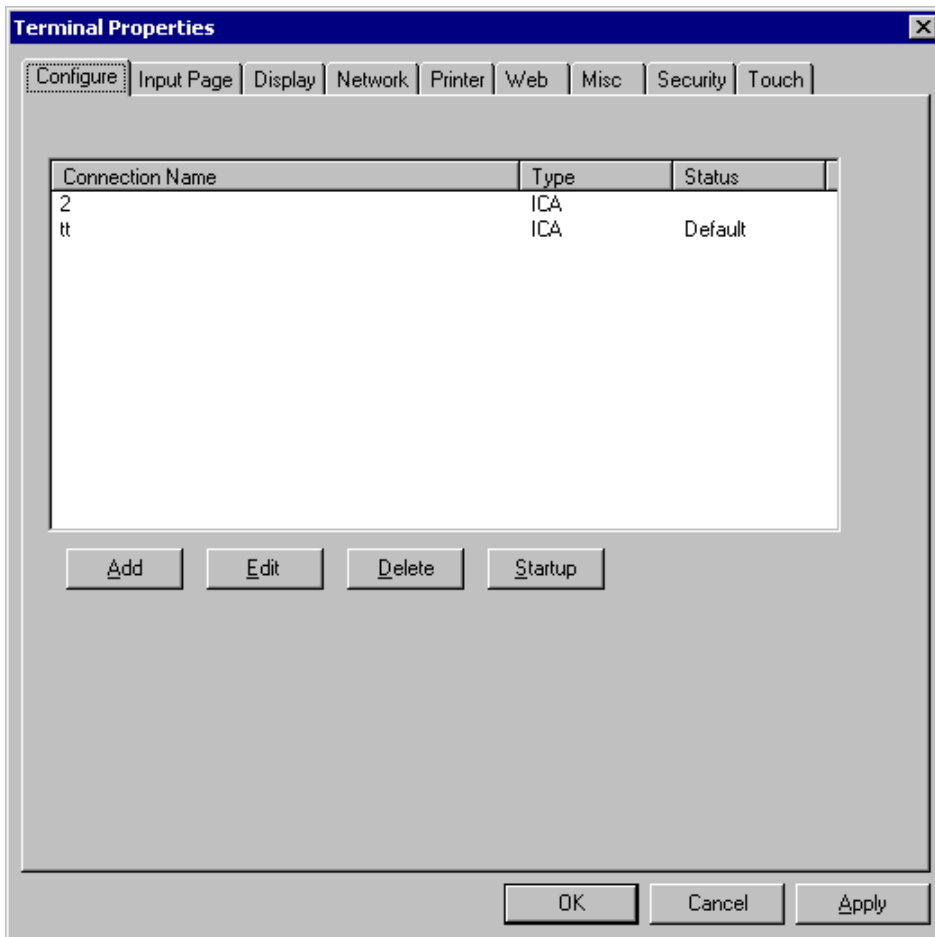 Terminal Properties
Configure Input Page Display Network Printer Web Misc Security Touch
Connection Name Type Status
2 ICA
tt ICA Default
Add Edit Delete Startup
OK Cancel Apply